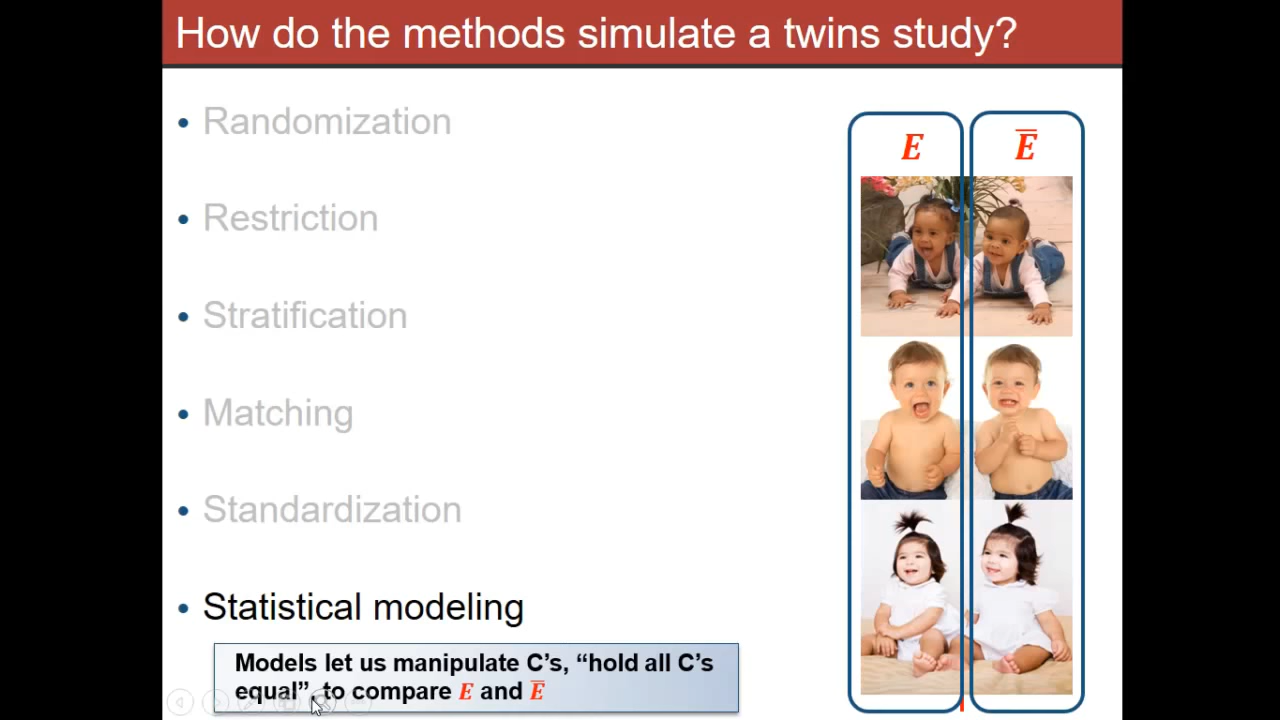 How do the methods simulate a twins study?
• Randomization
• Restriction
• Stratification
• Matching
• Standardization
• Statistical modeling
Models let us manipulate C’s, “hold all C’s
equal”, to compare E and E̅
E E̅